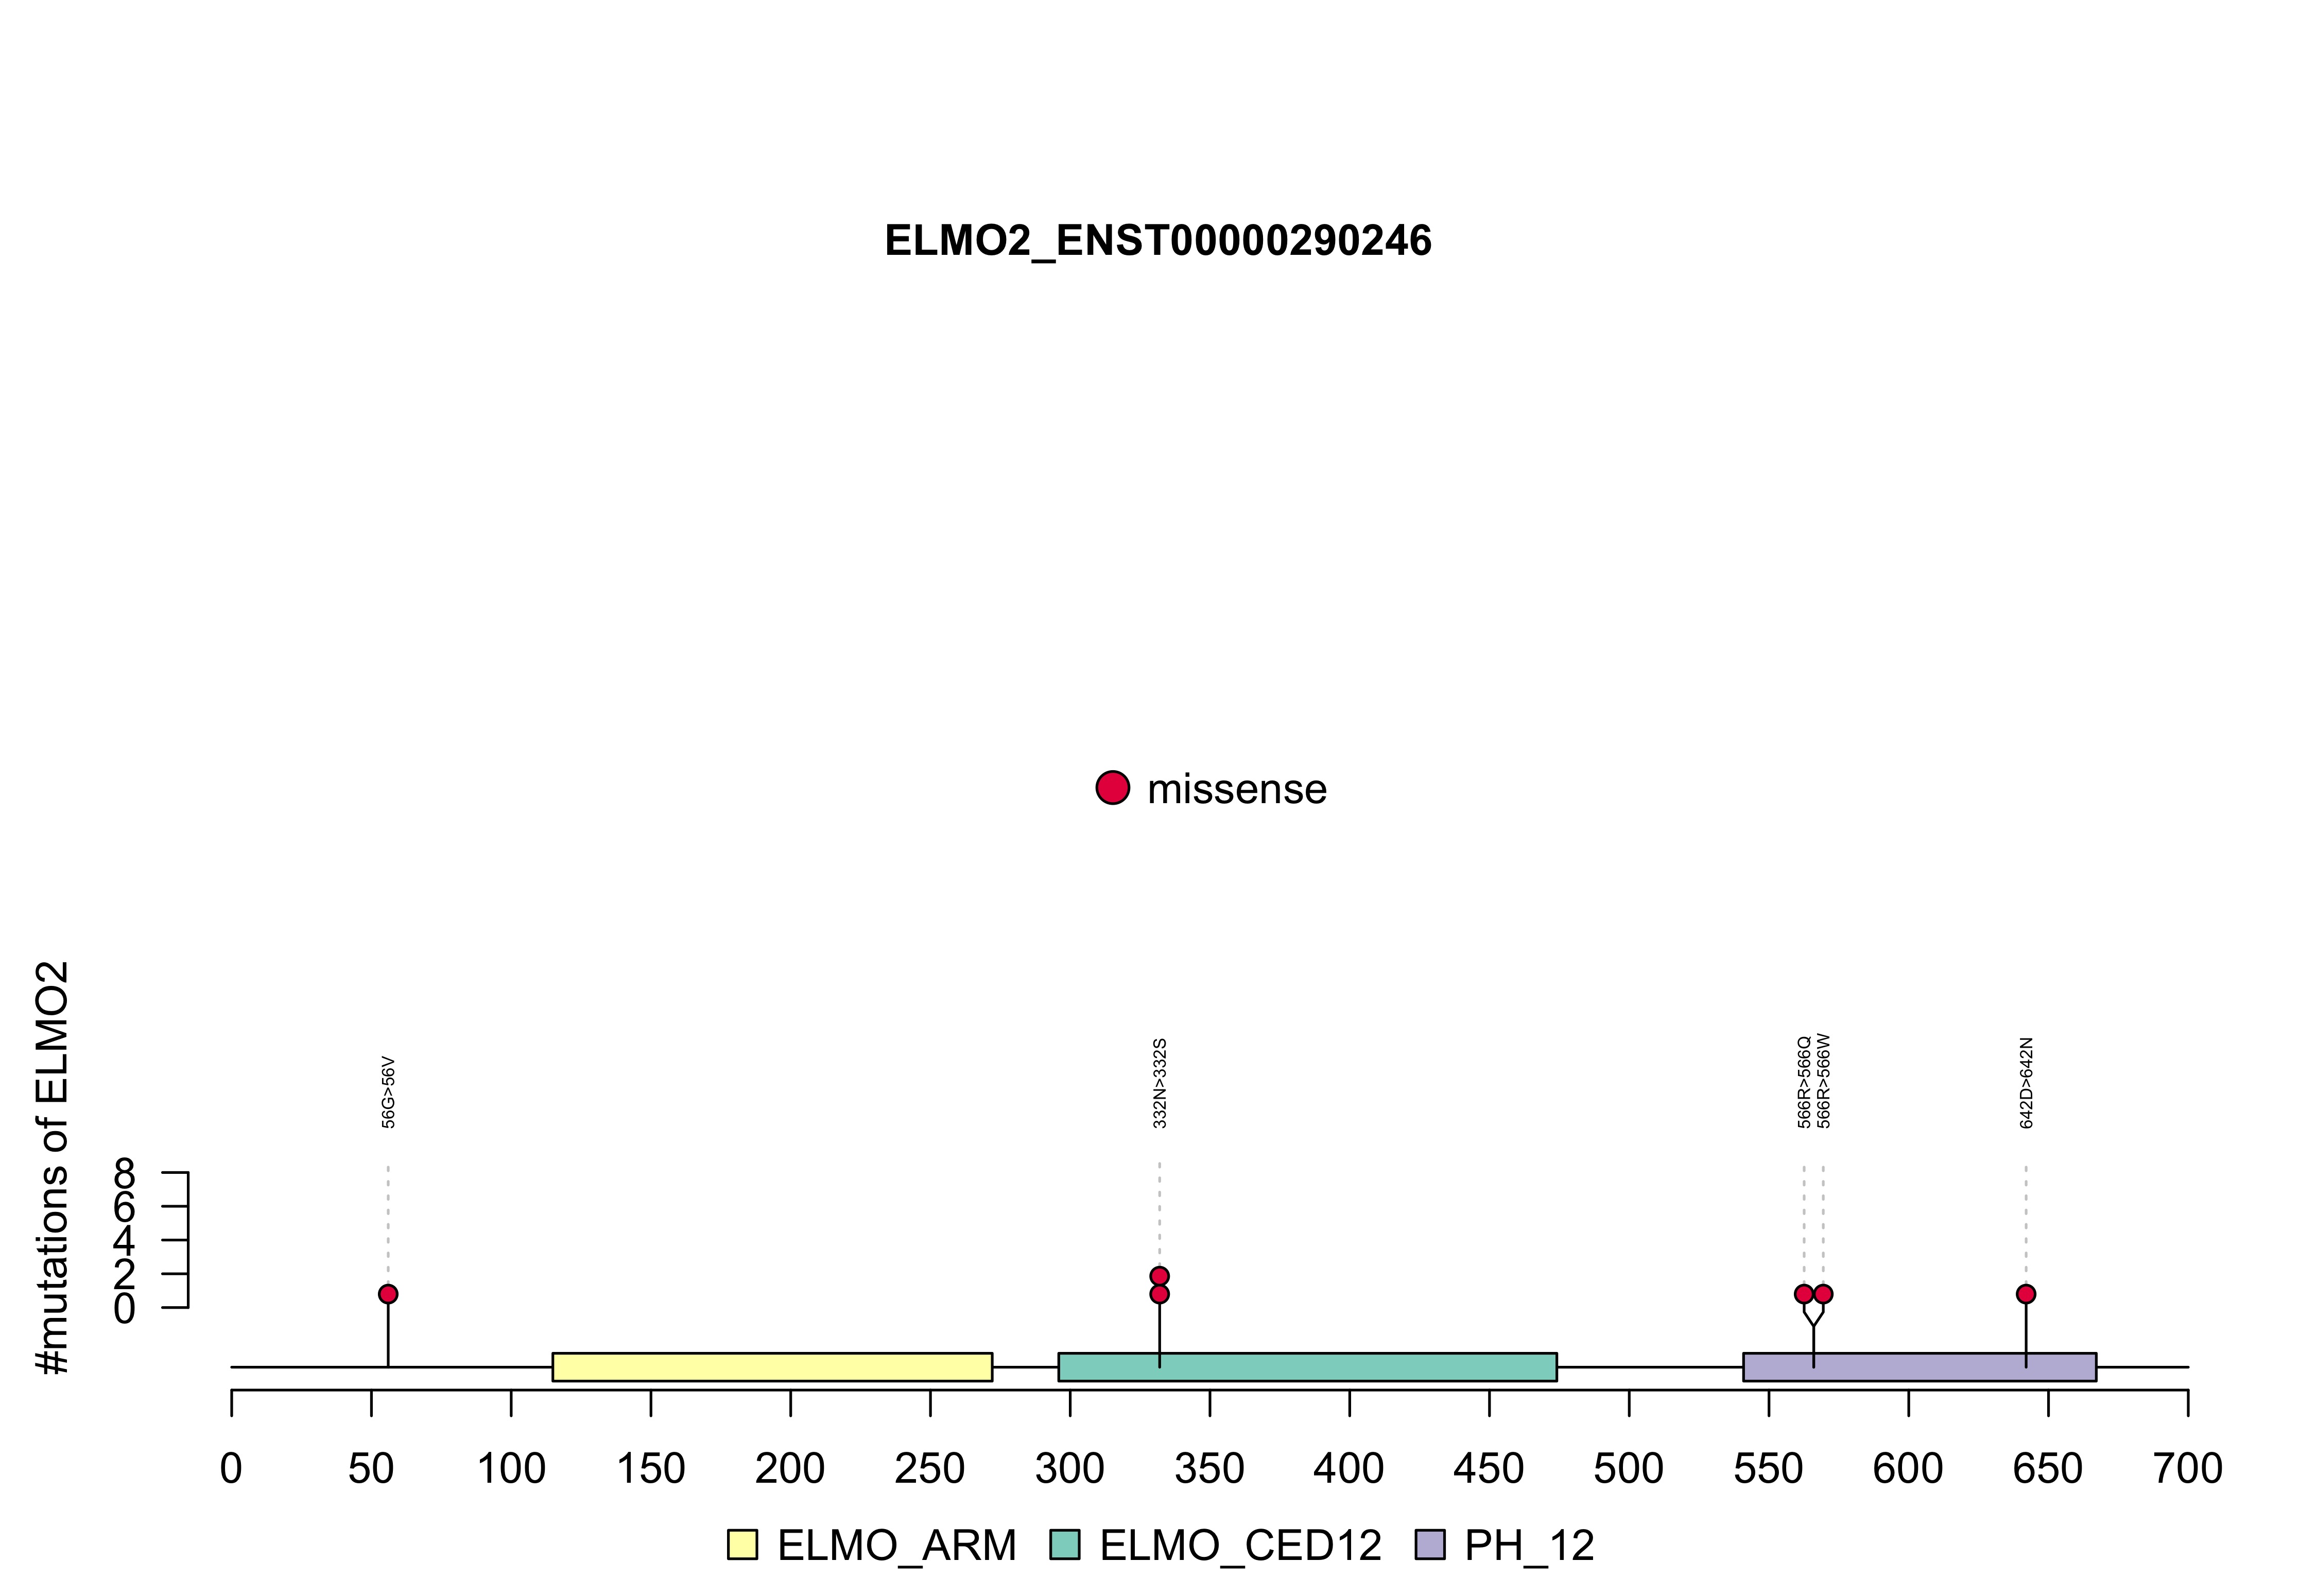 ELMO2_ENST00000290246
missense
#mutations of ELMO2
56G>56V
332N>332S
566R>566Q
566R>566W
642D>642N
8
6
4
2
0
0 50 100 150 200 250 300 350 400 450 500 550 600 650 700
ELMO_ARM ELMO_CED12 PH_12